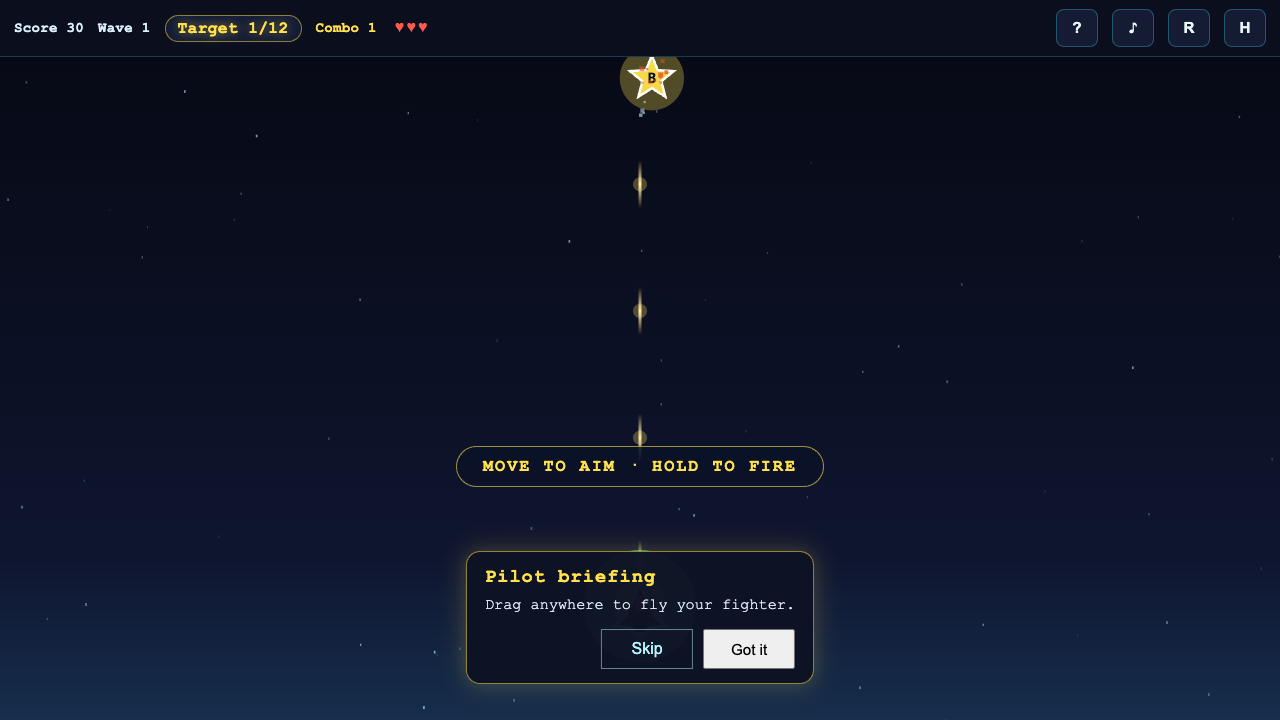 Score 30 Wave 1 Target 1/12 Combo 1 ♥♥♥ ? ♪ R H
B
MOVE TO AIM · HOLD TO FIRE
Pilot briefing
Drag anywhere to fly your fighter.
Skip Got it